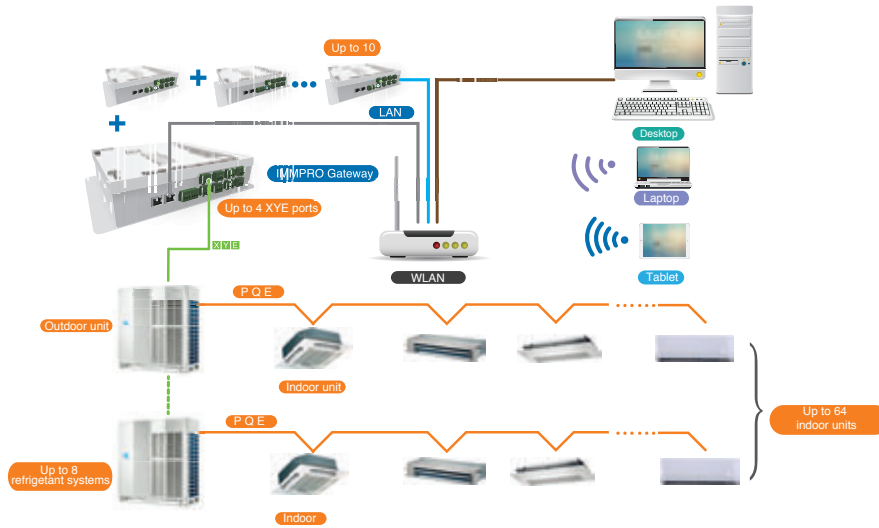 Up to 10
LAN
IMMPRO Gateway
Up to 4 XYE ports
X Y E
Desktop
Laptop
WLAN
Tablet
P Q E
Outdoor unit
Indoor unit
P Q E
Up to 64
indoor units
Up to 8
refrigetant systems
Indoor